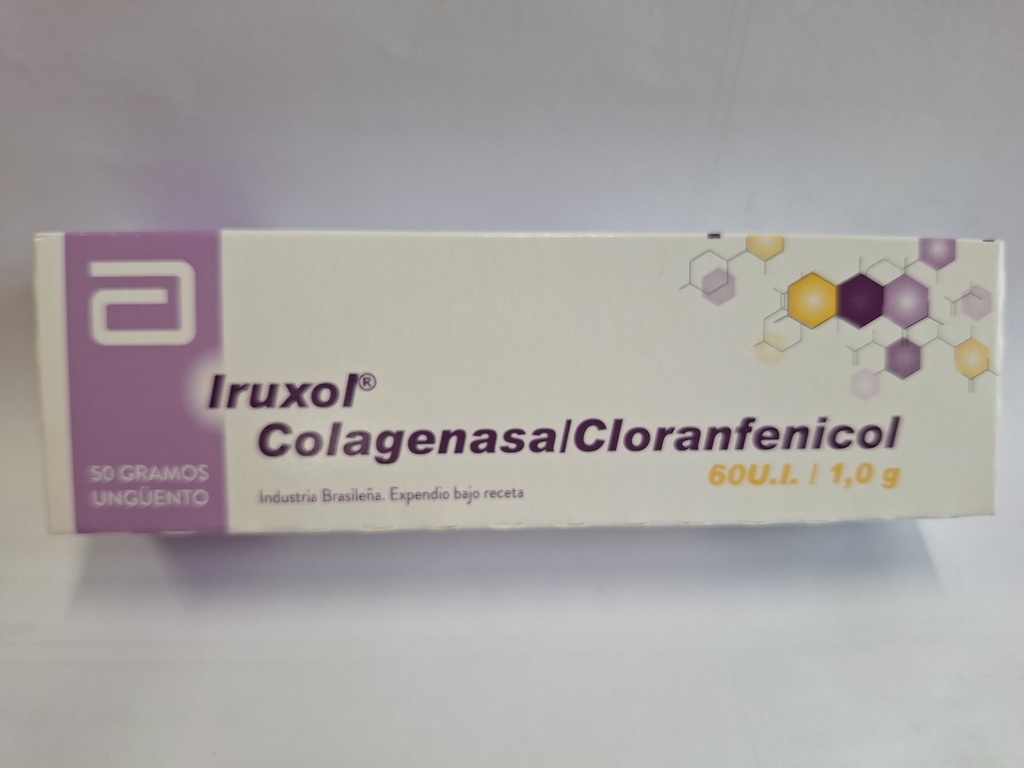 Iruxol®
Colagenasa/Cloranfenicol
60U.I. / 1,0 g
50 GRAMOS
UNGÜENTO
Industria Brasileña. Expendio bajo receta